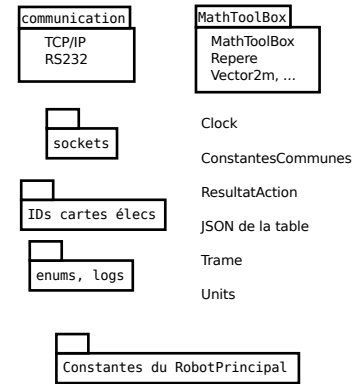 communication
TCP/IP
RS232
MathToolBox
MathToolBox
Repere
Vector2m, ...
sockets
IDs cartes élecs
enums, logs
Clock
ConstantesCommunes
ResultatAction
JSON de la table
Trame
Units
Constantes du RobotPrincipal